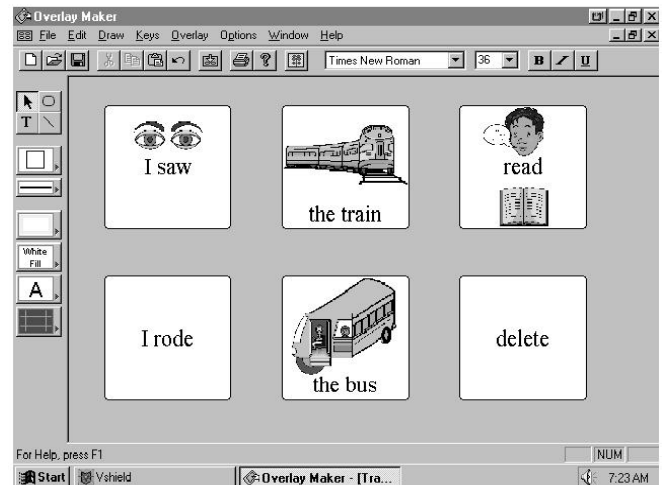 Overlay Maker
File Edit Draw Keys Overlay Options Window Help
Times New Roman 36 B I U
T
White
Fill
A
I saw
the train
read
I rode
the bus
delete
For Help, press F1
NUM
Start Vshield Overlay Maker - [Tra... 7:23 AM